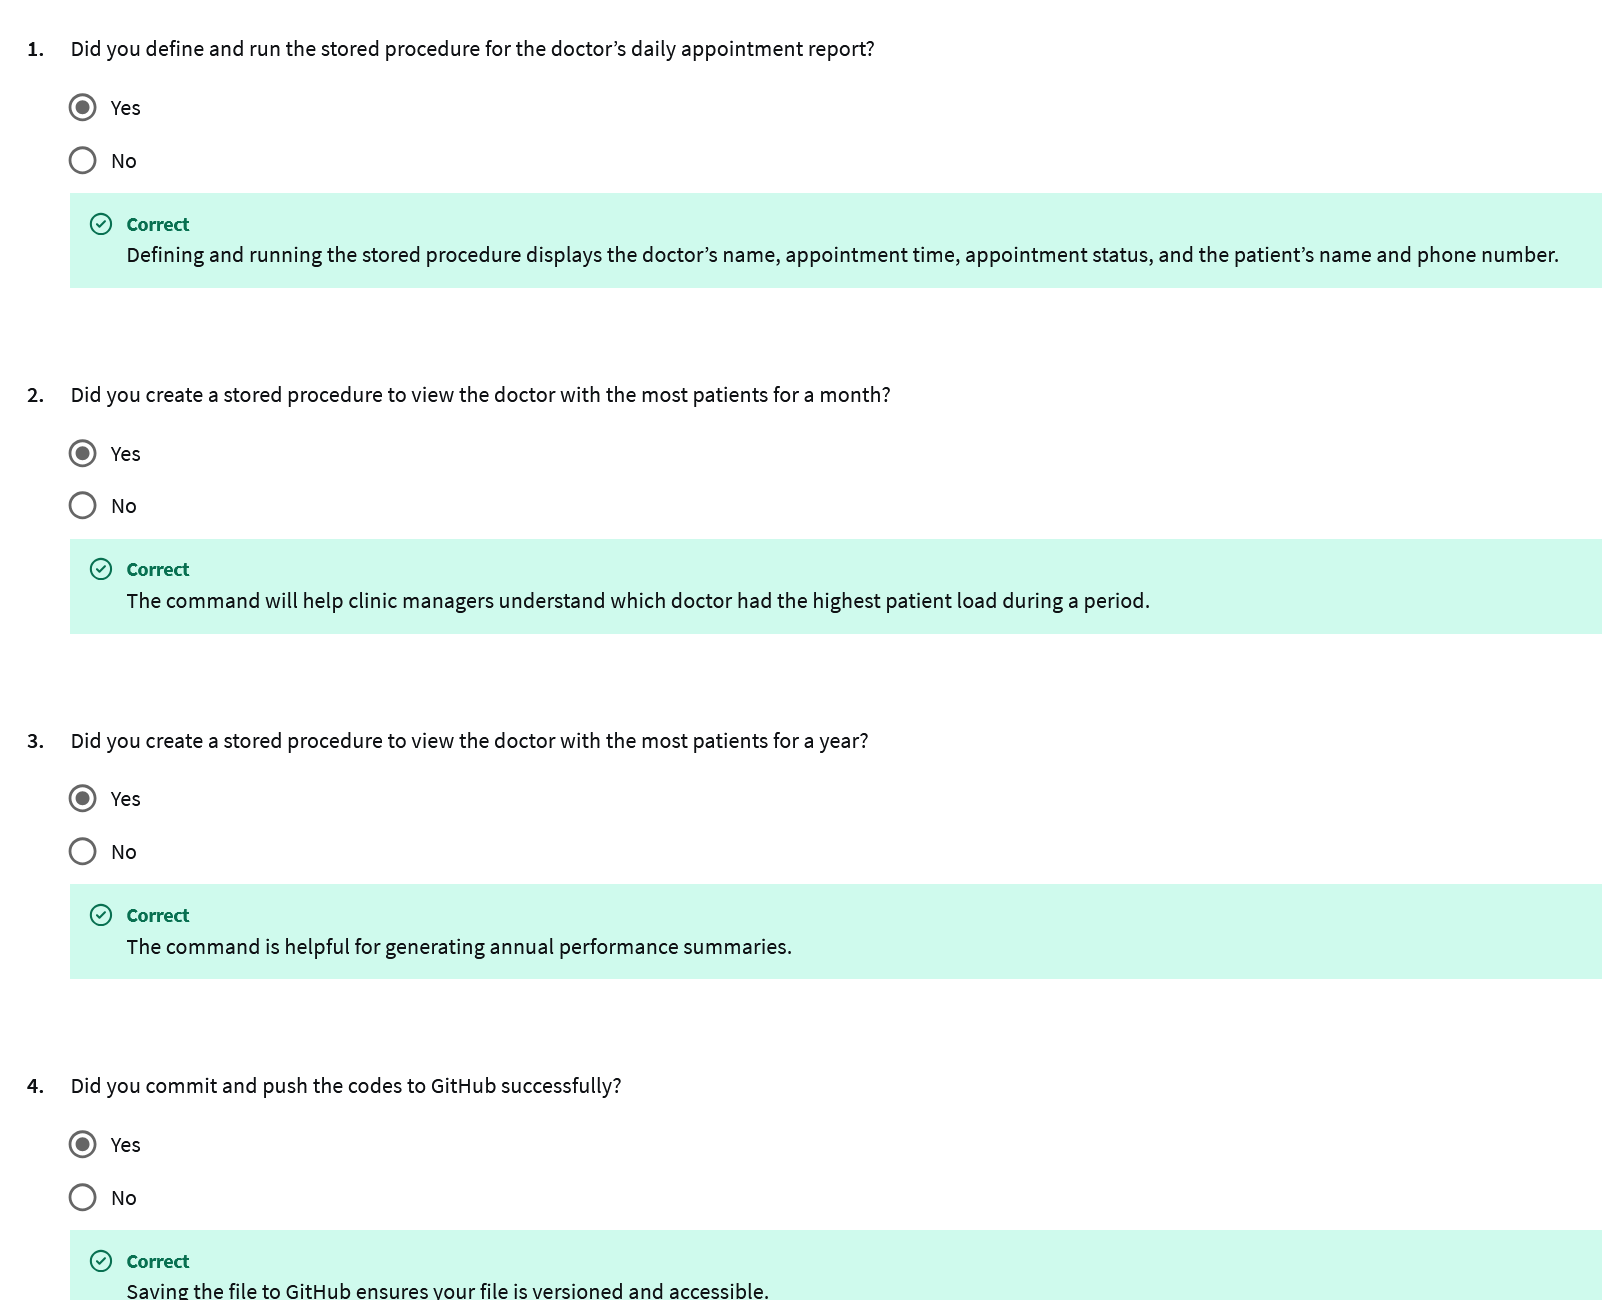 1. Did you define and run the stored procedure for the doctor’s daily appointment report?
Yes
No
Correct
Defining and running the stored procedure displays the doctor’s name, appointment time, appointment status, and the patient’s name and phone number.
2. Did you create a stored procedure to view the doctor with the most patients for a month?
Yes
No
Correct
The command will help clinic managers understand which doctor had the highest patient load during a period.
3. Did you create a stored procedure to view the doctor with the most patients for a year?
Yes
No
Correct
The command is helpful for generating annual performance summaries.
4. Did you commit and push the codes to GitHub successfully?
Yes
No
Correct
Saving the file to GitHub ensures your file is versioned and accessible.